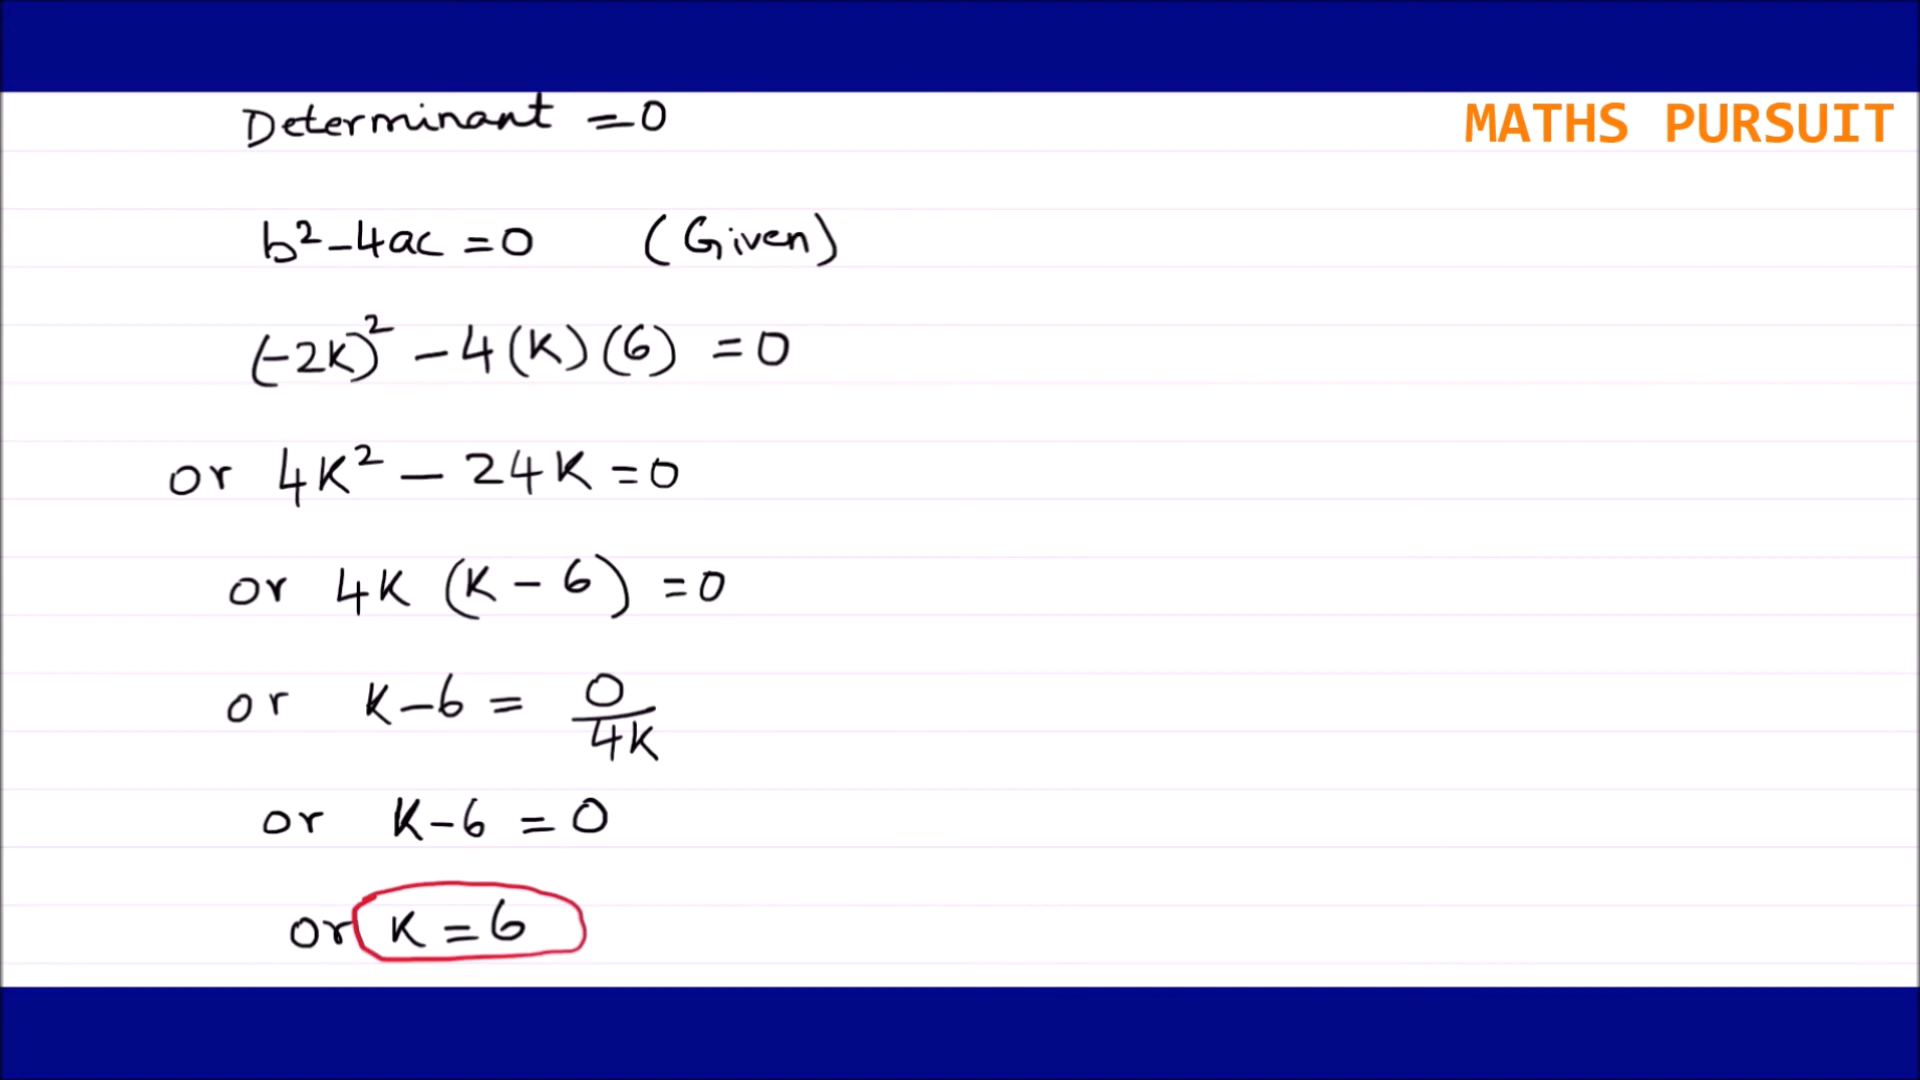 Determinant = 0
MATHS PURSUIT
b² - 4ac = 0 (Given)
(-2K)² - 4(K)(6) = 0
or 4K² - 24K = 0
or 4K (K - 6) = 0
or K - 6 = 0/4K
or K - 6 = 0
or K = 6